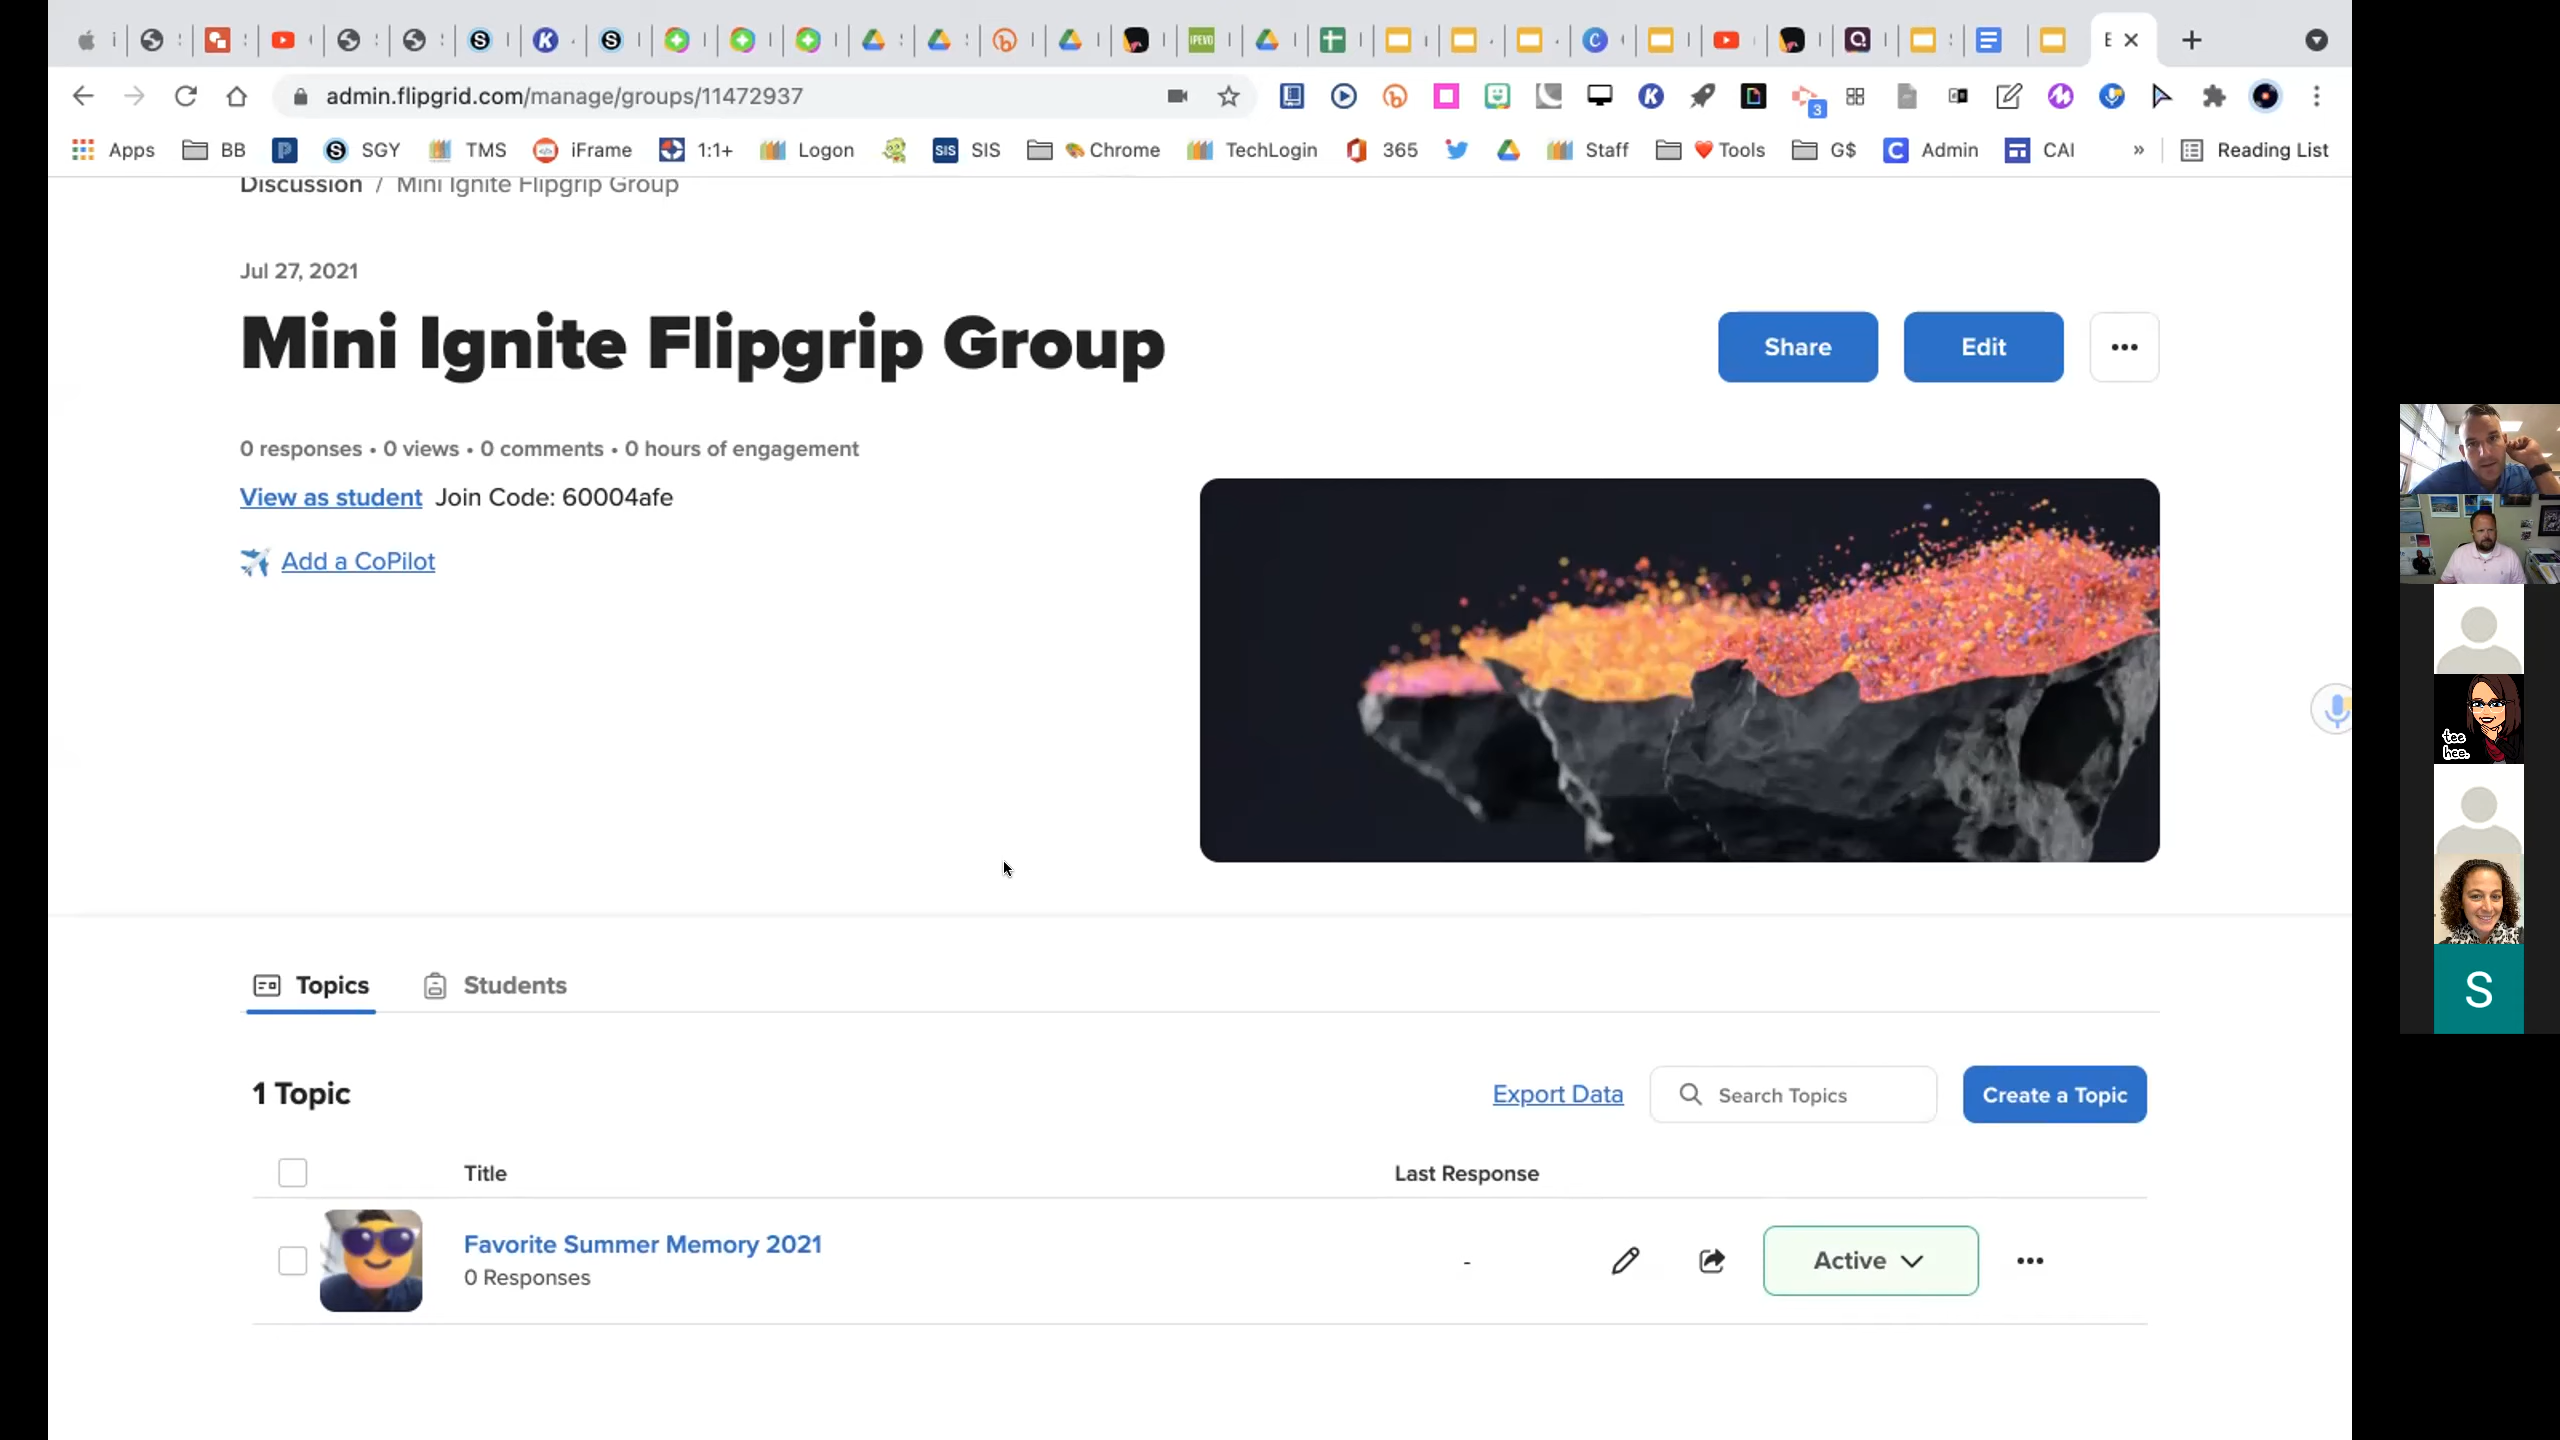 admin.flipgrid.com/manage/groups/11472937
3
Apps BB SGY TMS iFrame 1:1+ Logon SIS SIS Chrome TechLogin 365 Staff Tools G$ Admin CAI » Reading List
Discussion / Mini Ignite Flipgrip Group
Jul 27, 2021
Mini Ignite Flipgrip Group
Share Edit
0 responses • 0 views • 0 comments • 0 hours of engagement
View as student Join Code: 60004afe
Add a CoPilot
tee
hee.
S
Topics Students
1 Topic Export Data Search Topics Create a Topic
Title Last Response
Favorite Summer Memory 2021
0 Responses
- Active